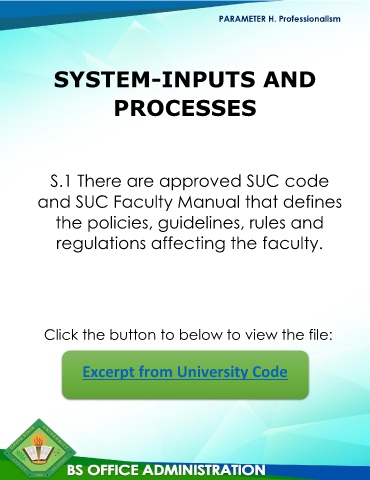 PARAMETER H. Professionalism
SYSTEM-INPUTS AND
PROCESSES
S.1 There are approved SUC code
and SUC Faculty Manual that defines
the policies, guidelines, rules and
regulations affecting the faculty.
Click the button to below to view the file:
Excerpt from University Code
BS OFFICE ADMINISTRATION